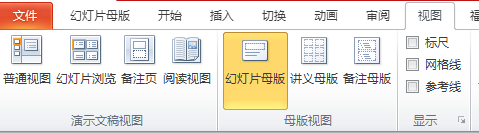 文件 幻灯片母版 开始 插入 切换 动画 审阅 视图
普通视图 幻灯片浏览 备注页 阅读视图 幻灯片母版 讲义母版 备注母版
标尺
网格线
参考线
演示文稿视图 母版视图 显示